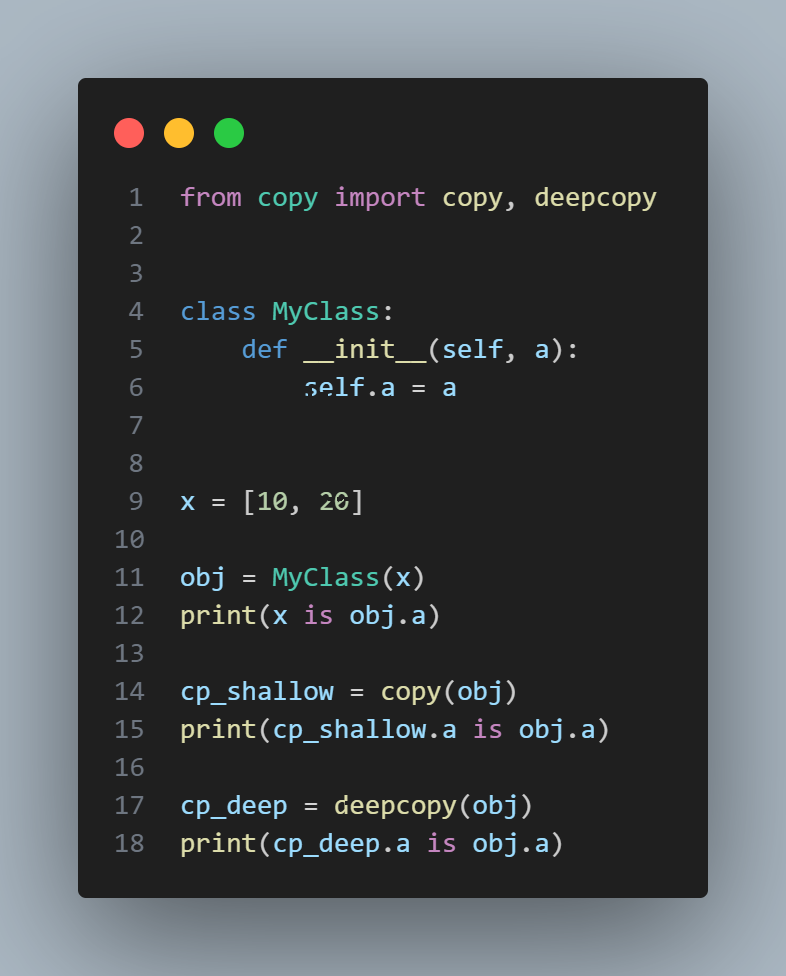 1 from copy import copy, deepcopy
2
3
4 class MyClass:
5     def __init__(self, a):
6         self.a = a
7
8
9 x = [10, 20]
10
11 obj = MyClass(x)
12 print(x is obj.a)
13
14 cp_shallow = copy(obj)
15 print(cp_shallow.a is obj.a)
16
17 cp_deep = deepcopy(obj)
18 print(cp_deep.a is obj.a)